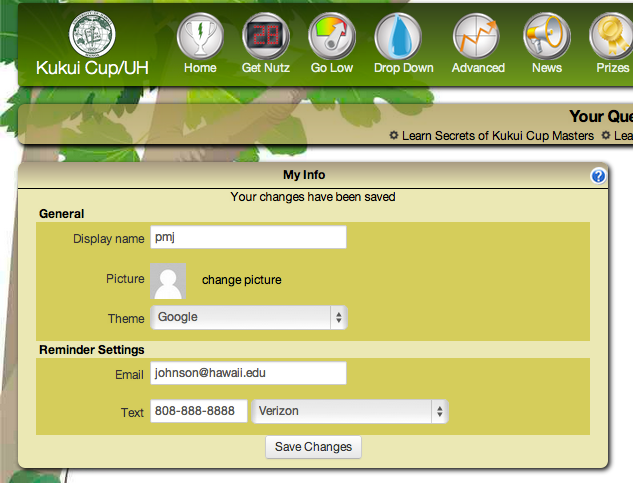 28
Kukui Cup/UH
Home
Get Nutz
Go Low
Drop Down
Advanced
News
Prizes
Your Que
Learn Secrets of Kukui Cup Masters
Lea
My Info
?
Your changes have been saved
General
Display name pmj
Picture change picture
Theme Google
Reminder Settings
Email johnson@hawaii.edu
Text 808-888-8888 Verizon
Save Changes